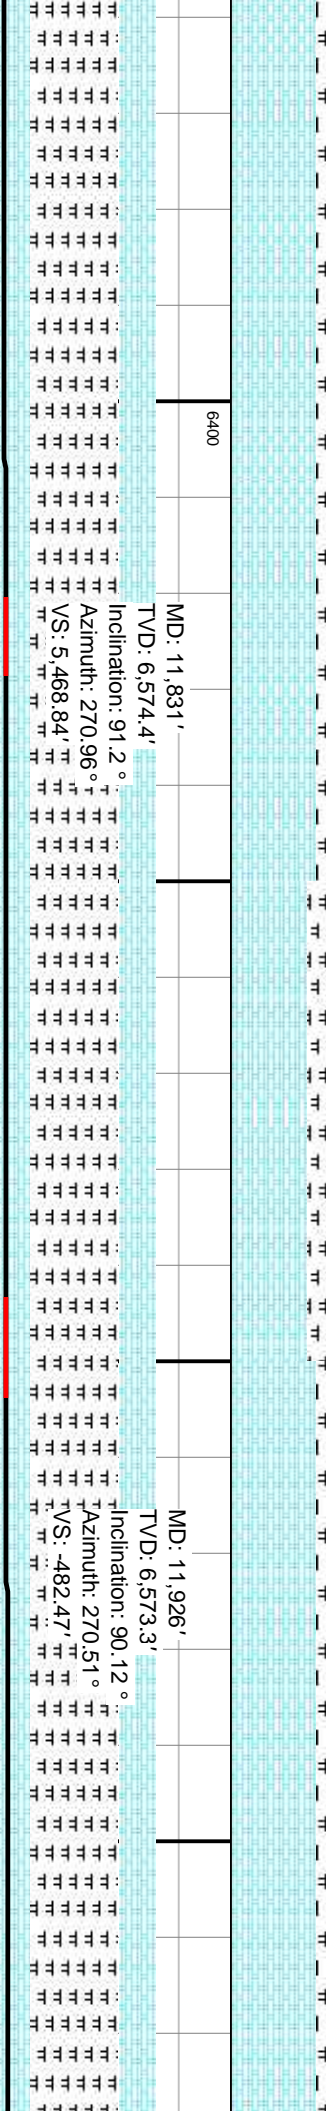 6400
MD: 11,831'
TVD: 6,574.4'
Inclination: 91.2 °
Azimuth: 270.96°
VS: 5,468.84'
MD: 11,926'
TVD: 6,573.3'
Inclination: 90.12 °
Azimuth: 270.51°
VS: -482.47'